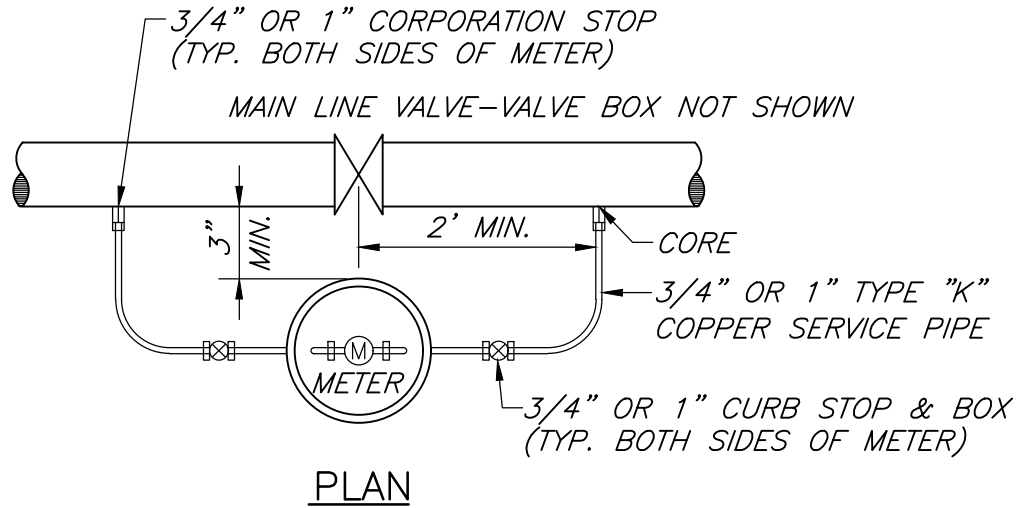 3/4" OR 1" CORPORATION STOP
(TYP. BOTH SIDES OF METER)
MAIN LINE VALVE-VALVE BOX NOT SHOWN
3"
MIN.
2' MIN.
CORE
3/4" OR 1" TYPE "K"
COPPER SERVICE PIPE
M
METER
3/4" OR 1" CURB STOP & BOX
(TYP. BOTH SIDES OF METER)
PLAN